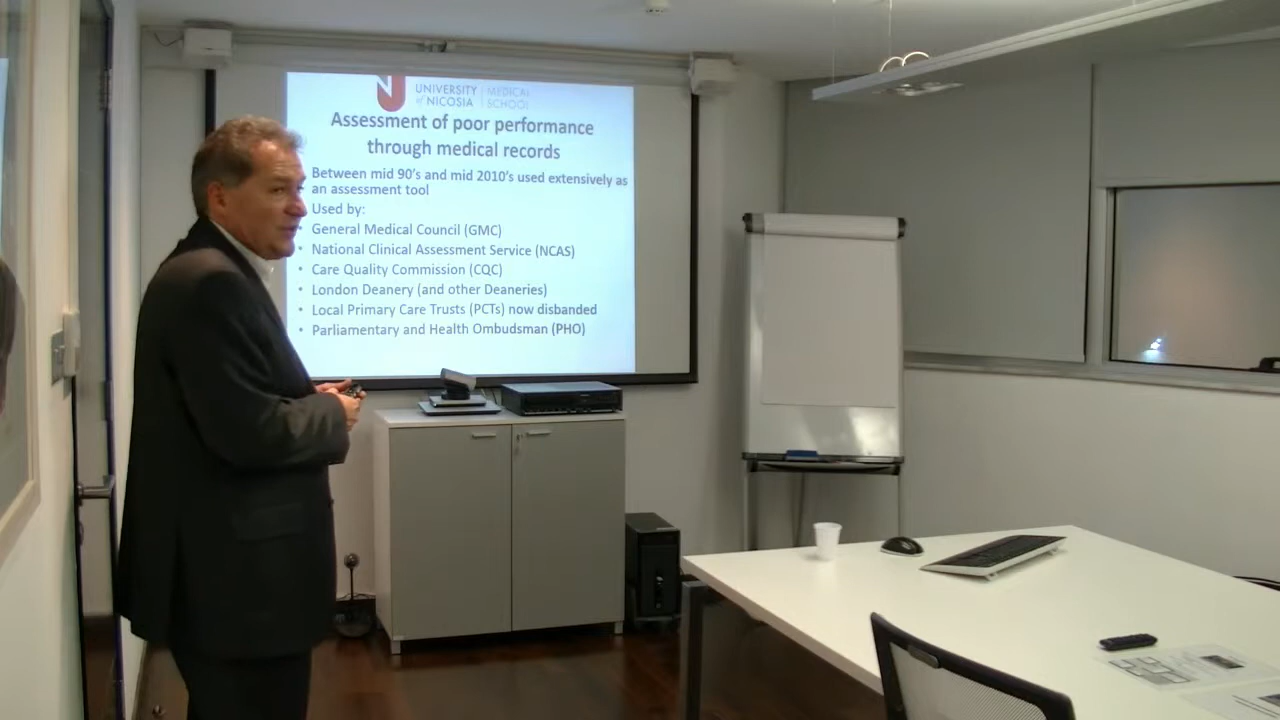 N
UNIVERSITY
of NICOSIA
MEDICAL
SCHOOL
Assessment of poor performance
through medical records
Between mid 90's and mid 2010's used extensively as
an assessment tool
Used by:
General Medical Council (GMC)
• National Clinical Assessment Service (NCAS)
• Care Quality Commission (CQC)
• London Deanery (and other Deaneries)
• Local Primary Care Trusts (PCTs) now disbanded
• Parliamentary and Health Ombudsman (PHO)